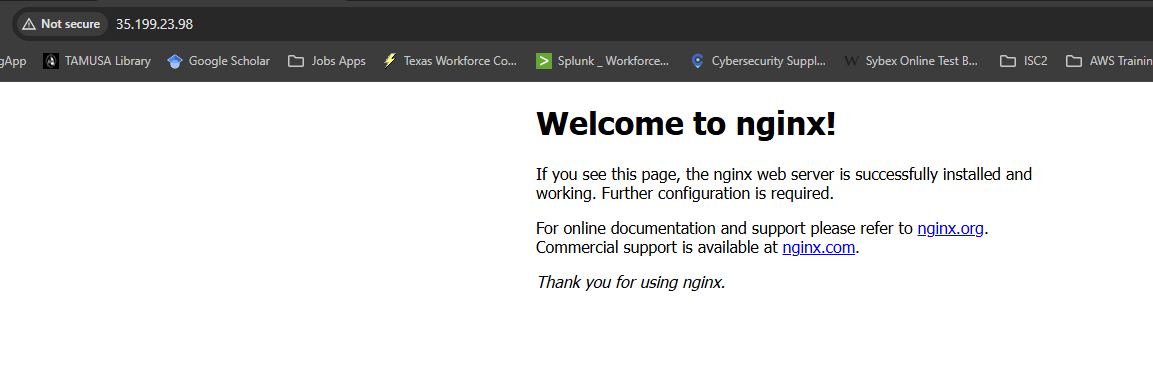 Not secure 35.199.23.98
gApp TAMUSA Library Google Scholar Jobs Apps Texas Workforce Co... Splunk _ Workforce... Cybersecurity Suppl... W Sybex Online Test B... ISC2 AWS Trainin
Welcome to nginx!
If you see this page, the nginx web server is successfully installed and
working. Further configuration is required.
For online documentation and support please refer to nginx.org.
Commercial support is available at nginx.com.
Thank you for using nginx.